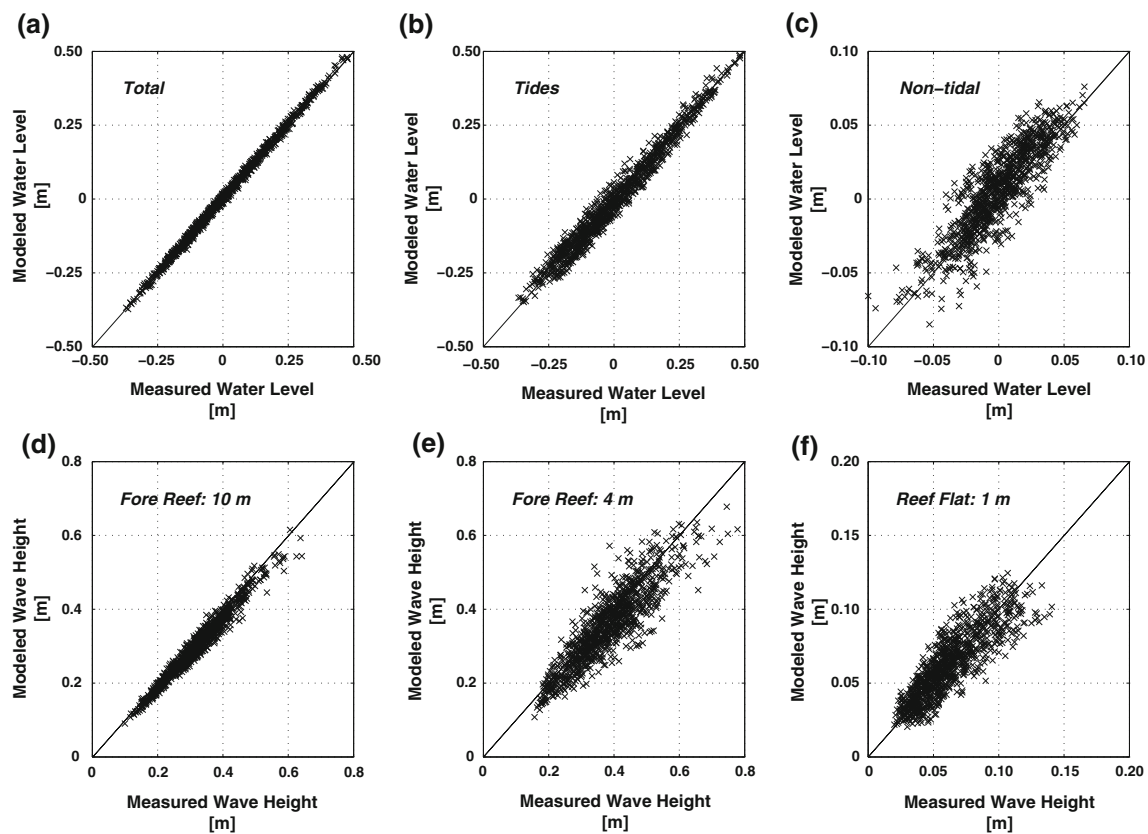 (a)
Total
0.50
0.25
0
−0.25
−0.50
−0.50
−0.25
0
0.25
0.50
Modeled Water Level
[m]
Measured Water Level
[m]
(b)
Tides
0.50
0.25
0
−0.25
−0.50
−0.50
−0.25
0
0.25
0.50
Modeled Water Level
[m]
Measured Water Level
[m]
(c)
Non−tidal
0.10
0.05
0
−0.05
−0.10
−0.1
−0.05
0
0.05
0.10
Modeled Water Level
[m]
Measured Water Level
[m]
(d)
Fore Reef: 10 m
0.8
0.6
0.4
0.2
0
0
0.2
0.4
0.6
0.8
Modeled Wave Height
[m]
Measured Wave Height
[m]
(e)
Fore Reef: 4 m
0.8
0.6
0.4
0.2
0
0
0.2
0.4
0.6
0.8
Modeled Wave Height
[m]
Measured Wave Height
[m]
(f)
Reef Flat: 1 m
0.20
0.15
0.10
0.05
0
0
0.05
0.10
0.15
0.20
Modeled Wave Height
[m]
Measured Wave Height
[m]